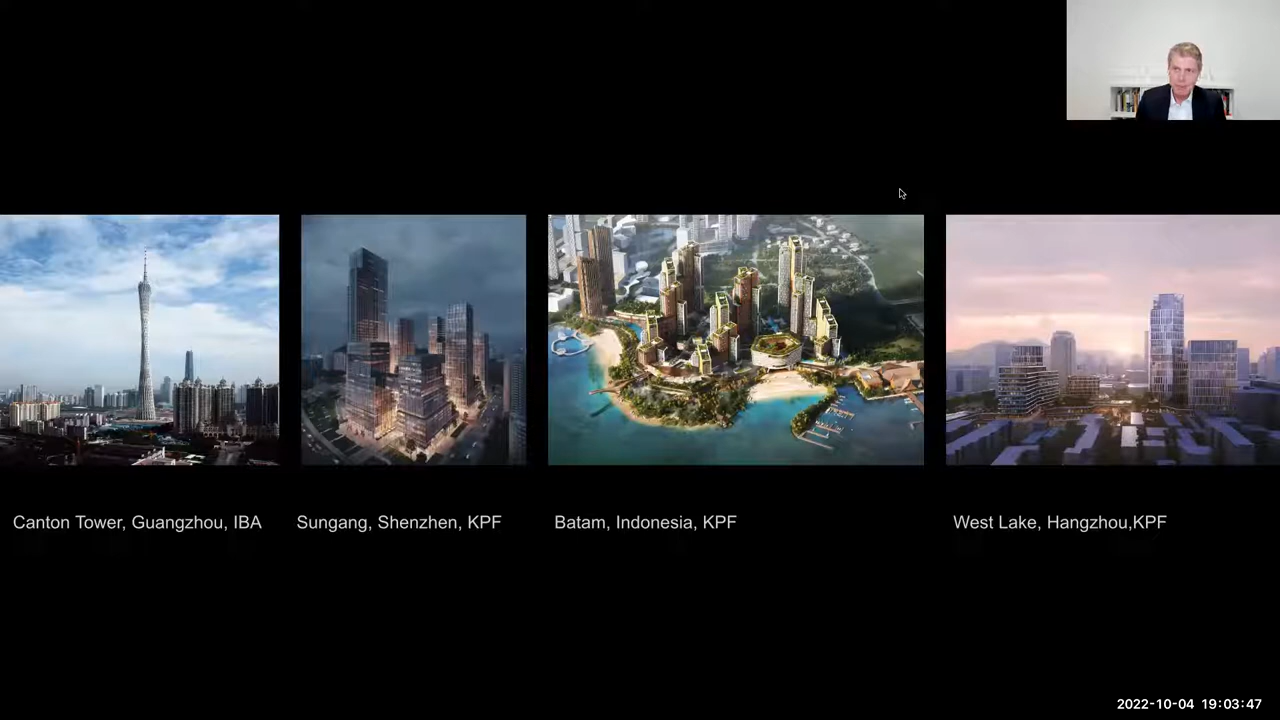 Canton Tower, Guangzhou, IBA
Sungang, Shenzhen, KPF
Batam, Indonesia, KPF
West Lake, Hangzhou,KPF
2022-10-04 19:03:47